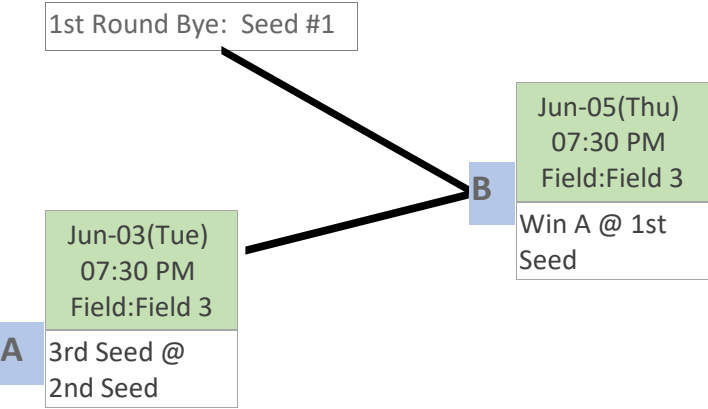 1st Round Bye:  Seed #1
Jun-05(Thu)
07:30 PM
Field:Field 3
B
Win A @ 1st
Seed
Jun-03(Tue)
07:30 PM
Field:Field 3
A
3rd Seed @
2nd Seed